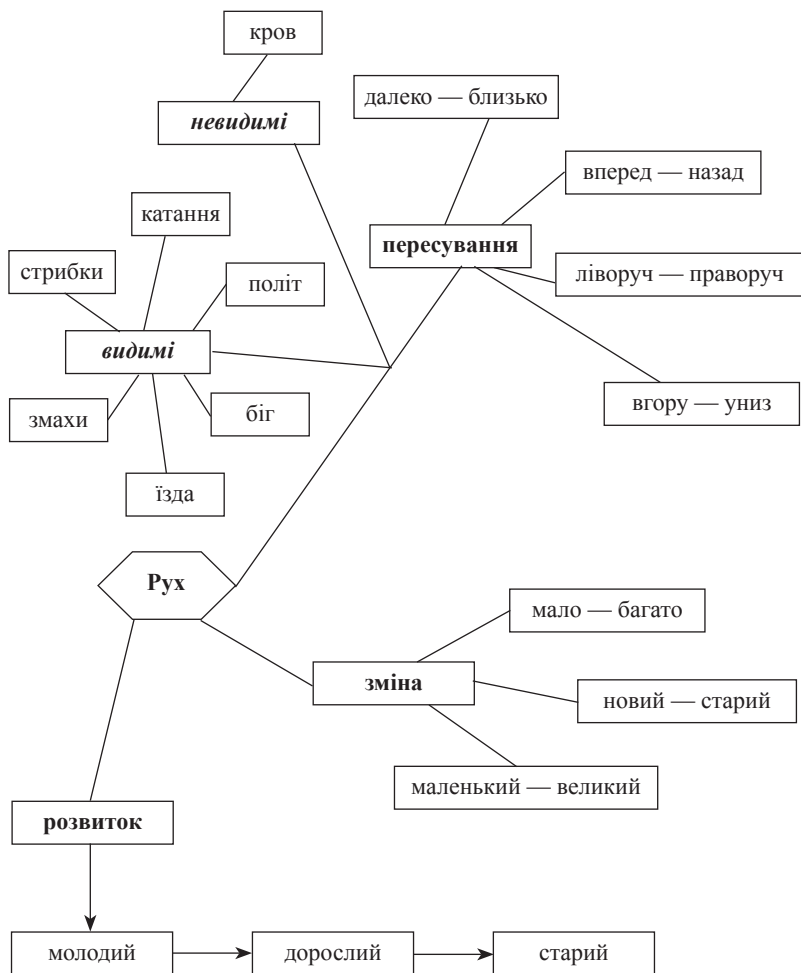 кров
далеко — близько
невидимі
вперед — назад
катання
пересування
стрибки
політ
ліворуч — праворуч
видимі
змахи
біг
вгору — униз
їзда
Рух
мало — багато
зміна
новий — старий
маленький — великий
розвиток
молодий
дорослий
старий